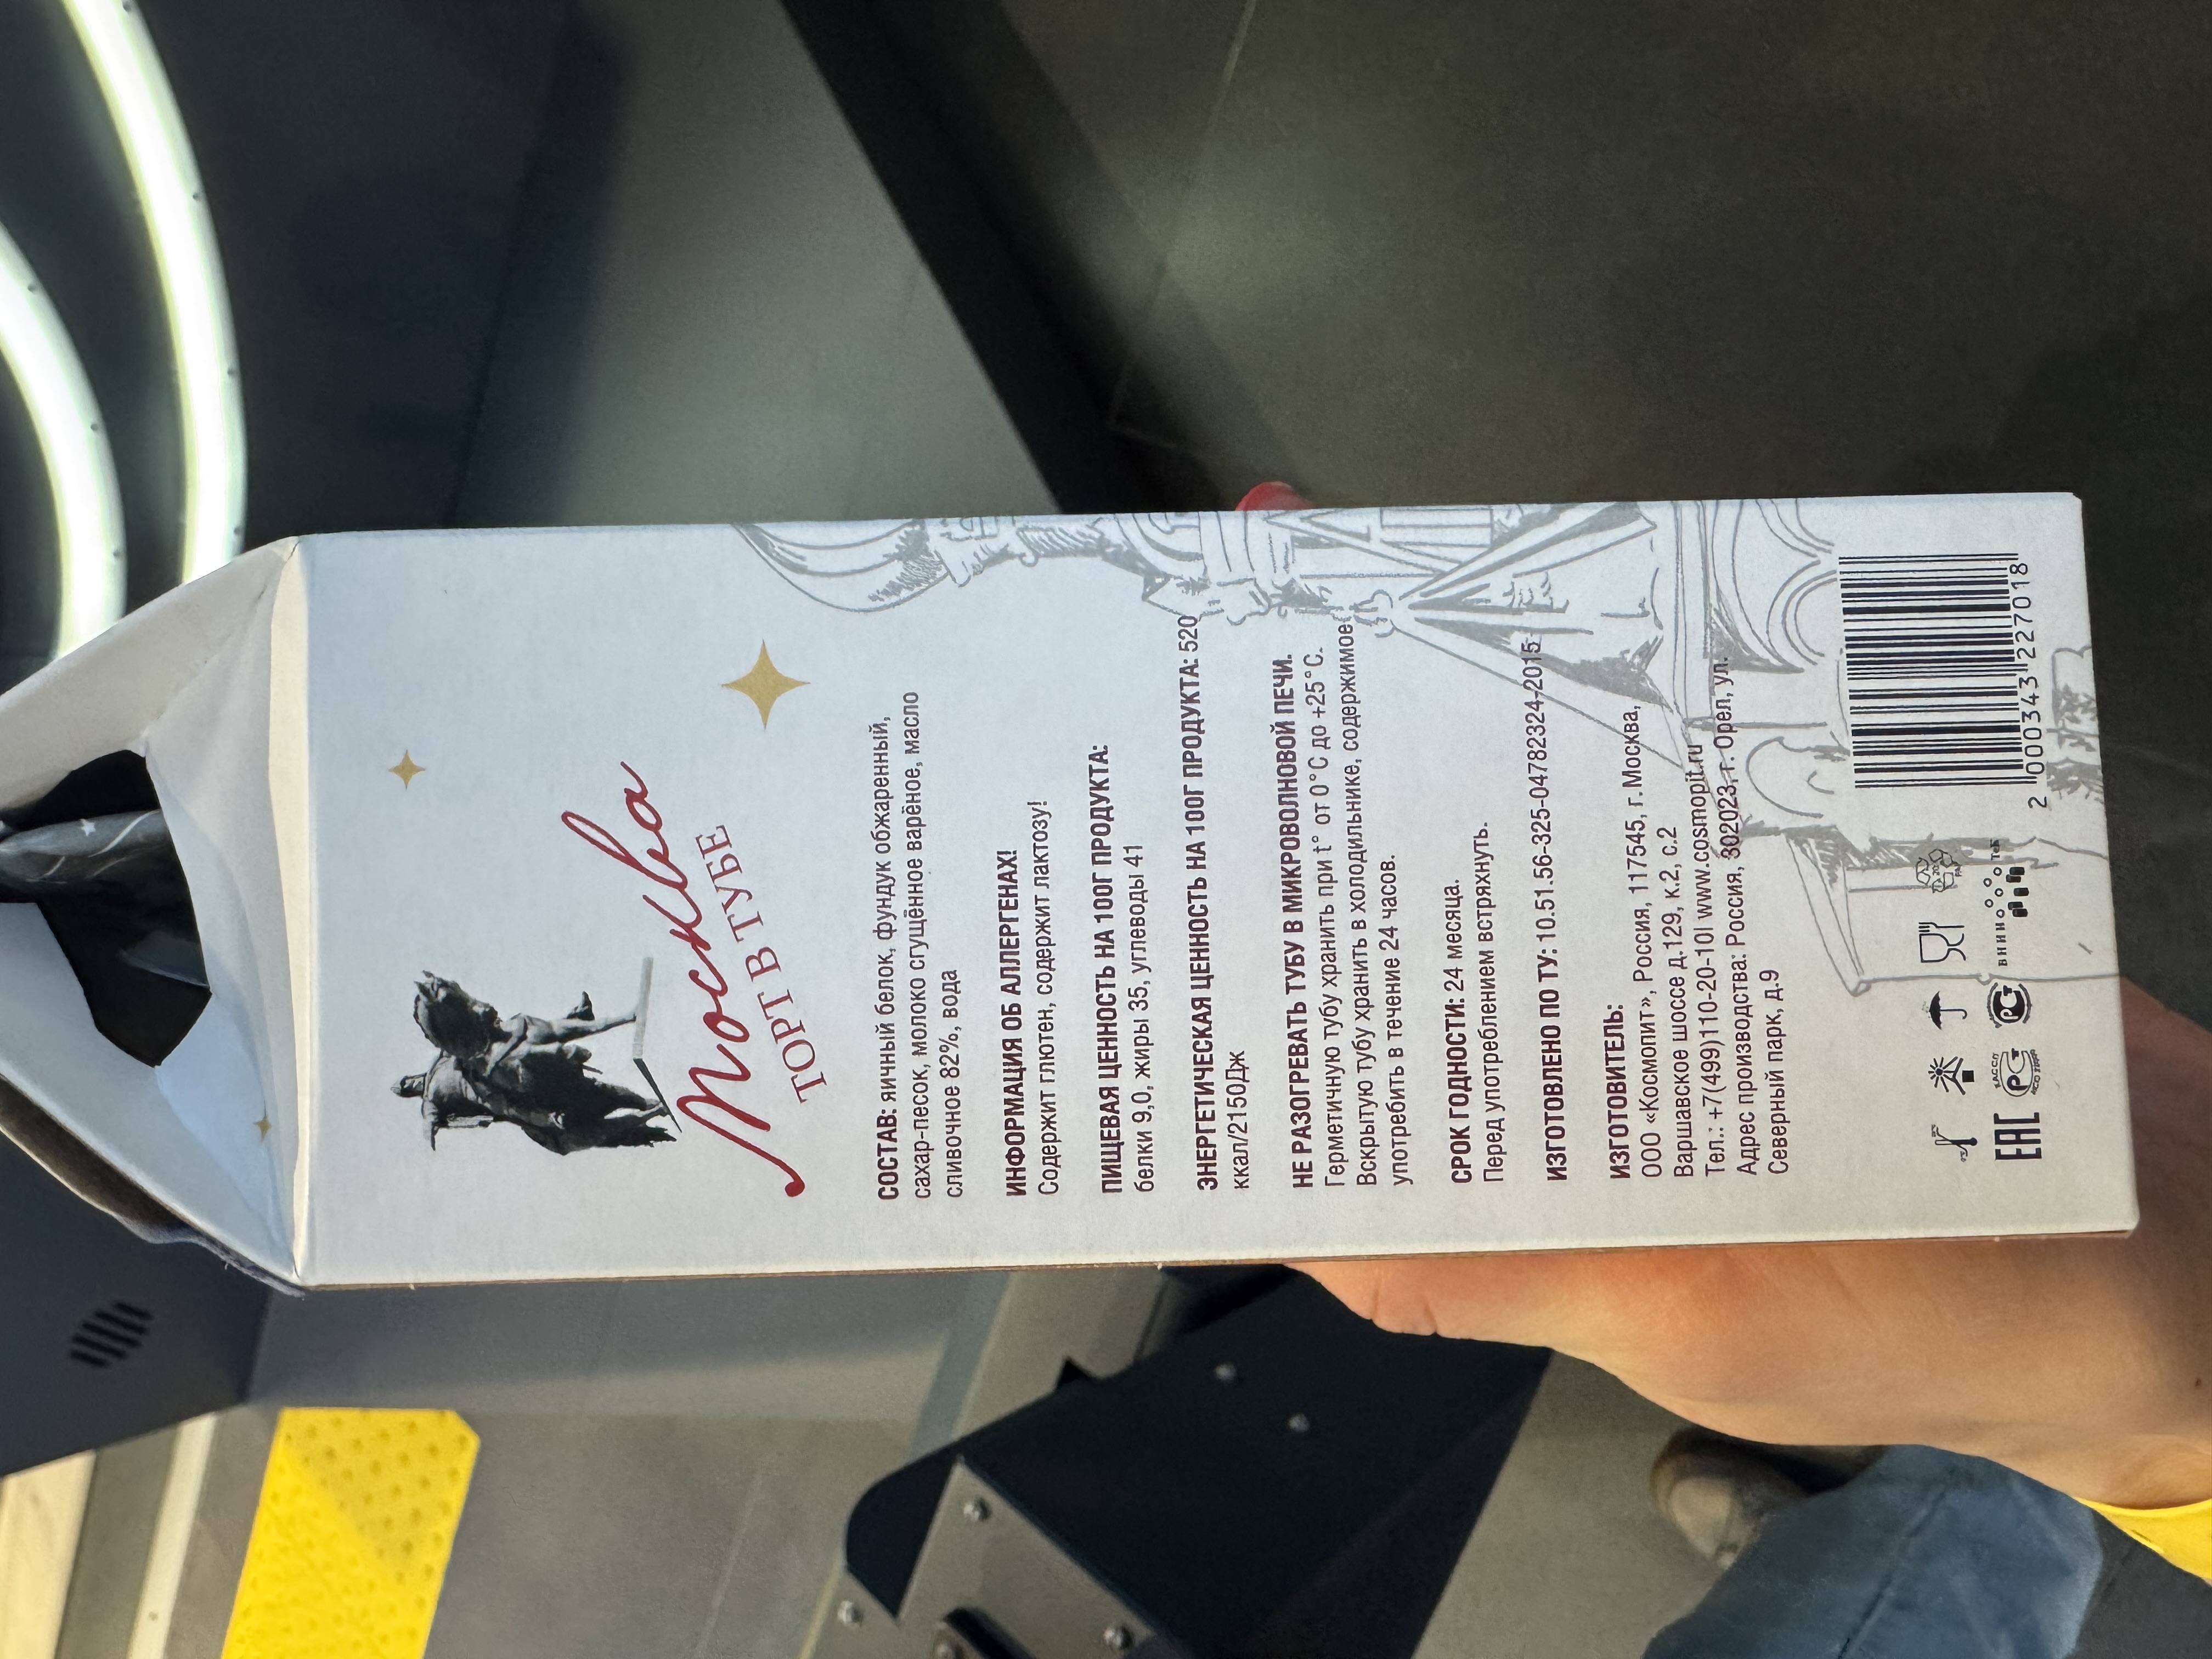 Москва
ТОРТ В ТУБЕ
СОСТАВ: яичный белок, фундук обжаренный,
сахар-песок, молоко сгущённое варёное, масло
сливочное 82%, вода
ИНФОРМАЦИЯ ОБ АЛЛЕРГЕНАХ!
Содержит глютен, содержит лактозу!
ПИЩЕВАЯ ЦЕННОСТЬ НА 100Г ПРОДУКТА:
белки 9,0, жиры 35, углеводы 41
ЭНЕРГЕТИЧЕСКАЯ ЦЕННОСТЬ НА 100Г ПРОДУКТА: 520
ккал/2150Дж
НЕ РАЗОГРЕВАТЬ ТУБУ В МИКРОВОЛНОВОЙ ПЕЧИ.
Герметичную тубу хранить при t° от 0°C до +25°C.
Вскрытую тубу хранить в холодильнике, содержимое
употребить в течение 24 часов.
СРОК ГОДНОСТИ: 24 месяца.
Перед употреблением встряхнуть.
ИЗГОТОВЛЕНО ПО ТУ: 10.51.56-325-04782324-2015
ИЗГОТОВИТЕЛЬ:
ООО «Космопит», Россия, 117545, г. Москва,
Варшавское шоссе д.129, к.2, с.2
Тел.: +7(499)110-20-10| www.cosmopit.ru
Адрес производства: Россия, 302023, г. Орел, ул.
Северный парк, д.9
EAC
ХАССП
РСТ
РСТ
ВНИИ
ТеК
2 000343 227018